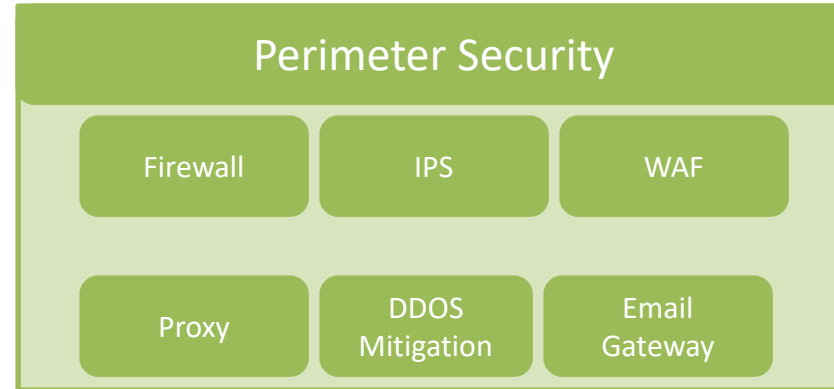 Perimeter Security
Firewall
IPS
WAF
Proxy
DDOS
Mitigation
Email
Gateway